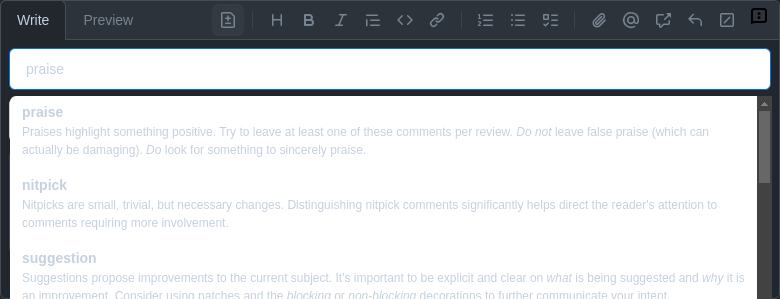 Write Preview
praise
praise
Praises highlight something positive. Try to leave at least one of these comments per review. Do not leave false praise (which can
actually be damaging). Do look for something to sincerely praise.
nitpick
Nitpicks are small, trivial, but necessary changes. Distinguishing nitpick comments significantly helps direct the reader's attention to
comments requiring more involvement.
suggestion
Suggestions propose improvements to the current subject. It's important to be explicit and clear on what is being suggested and why it is
an improvement. Consider using patches and the blocking or non-blocking decorations to further communicate your intent.